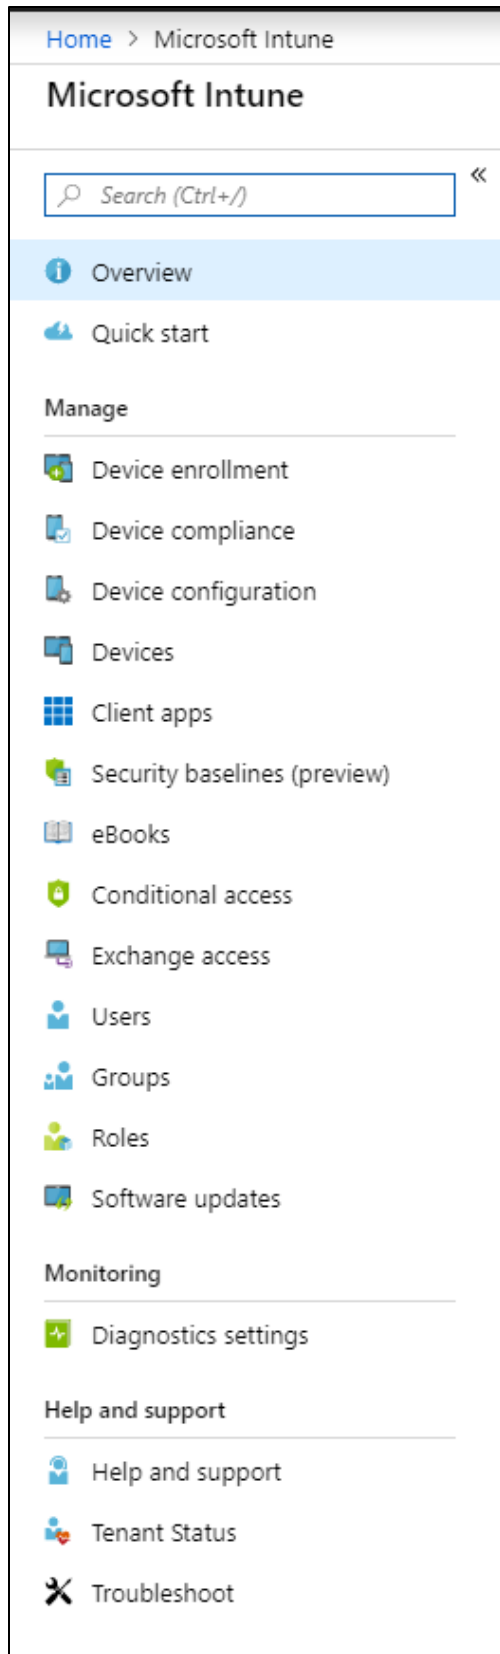 Home > Microsoft Intune
Microsoft Intune
«
Search (Ctrl+/)
Overview
Quick start
Manage
Device enrollment
Device compliance
Device configuration
Devices
Client apps
Security baselines (preview)
eBooks
Conditional access
Exchange access
Users
Groups
Roles
Software updates
Monitoring
Diagnostics settings
Help and support
Help and support
Tenant Status
Troubleshoot